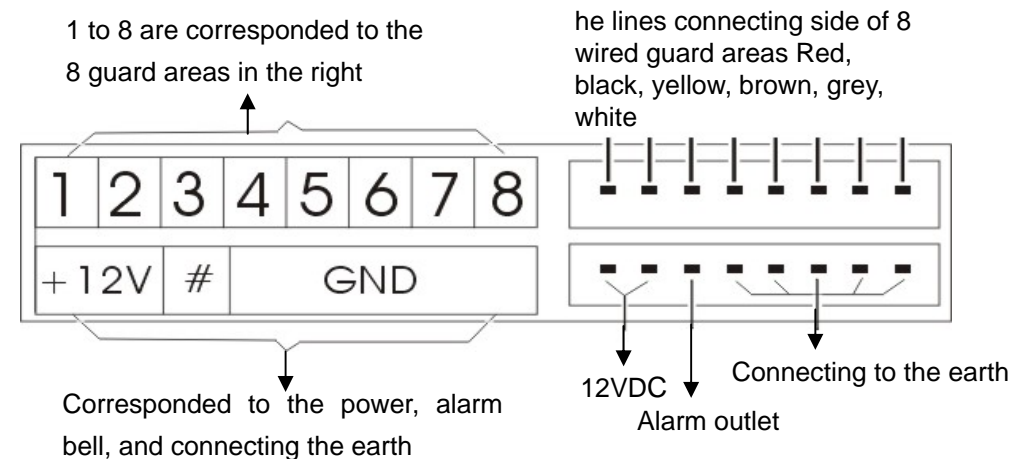 1 to 8 are corresponded to the
8 guard areas in the right
he lines connecting side of 8
wired guard areas Red,
black, yellow, brown, grey,
white
1 2 3 4 5 6 7 8
+12V # GND
12VDC
Alarm outlet
Connecting to the earth
Corresponded to the power, alarm
bell, and connecting the earth